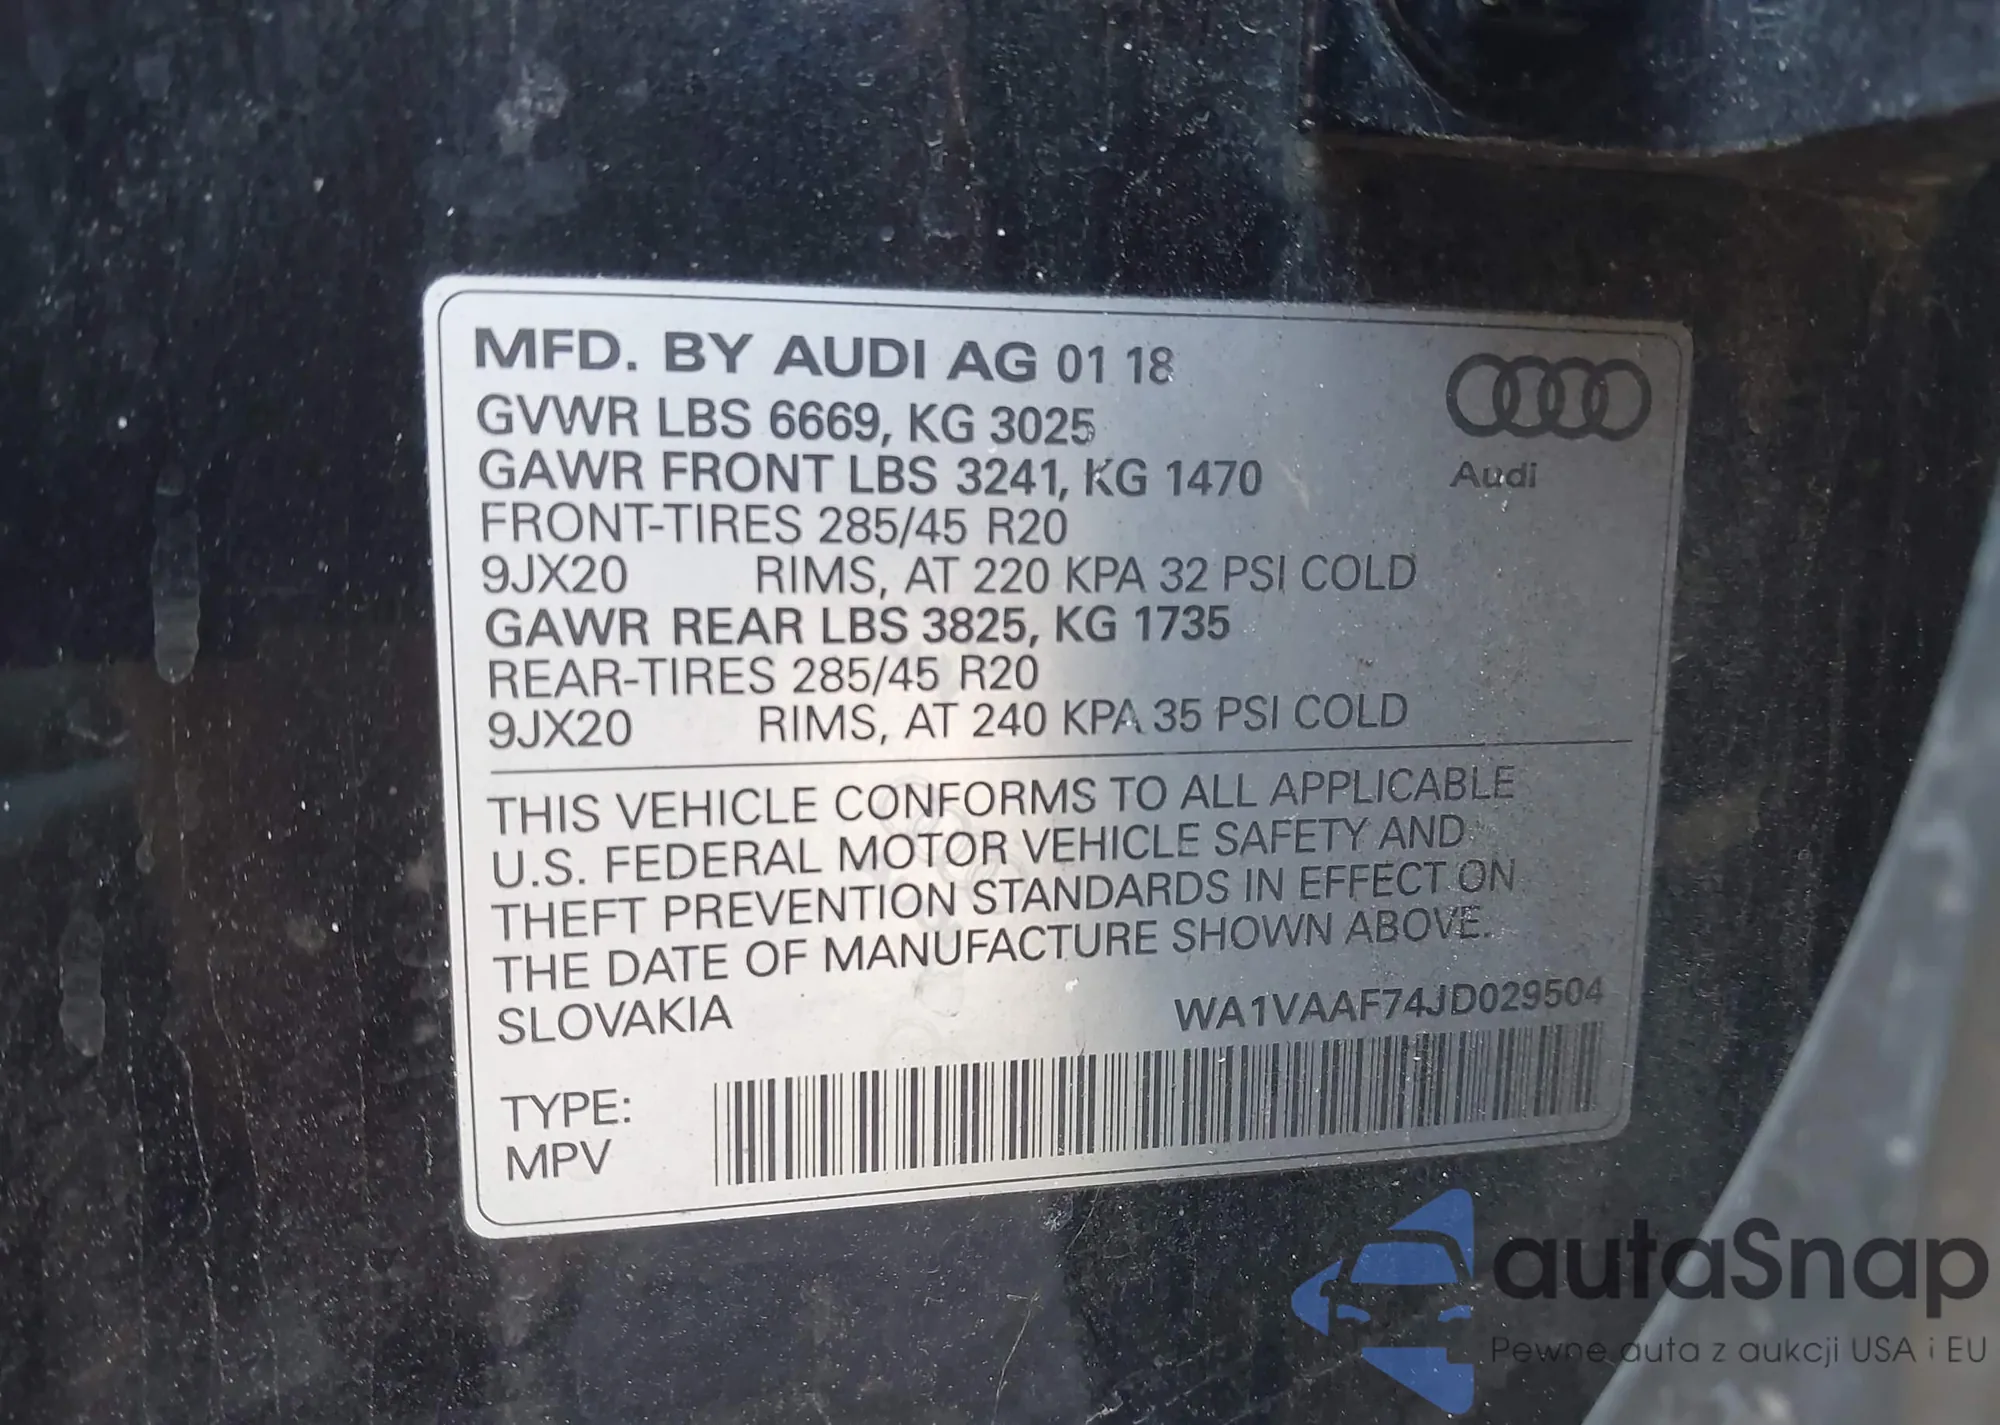 MFD. BY AUDI AG 01 18
GVWR LBS 6669, KG 3025
GAWR FRONT LBS 3241, KG 1470
FRONT-TIRES 285/45 R20
9JX20 RIMS, AT 220 KPA 32 PSI COLD
GAWR REAR LBS 3825, KG 1735
REAR-TIRES 285/45 R20
9JX20 RIMS, AT 240 KPA 35 PSI COLD
Audi
THIS VEHICLE CONFORMS TO ALL APPLICABLE
U.S. FEDERAL MOTOR VEHICLE SAFETY AND
THEFT PREVENTION STANDARDS IN EFFECT ON
THE DATE OF MANUFACTURE SHOWN ABOVE.
SLOVAKIA WA1VAAF74JD029504
TYPE:
MPV
autaSnap
Pewne auta z aukcji USA i EU